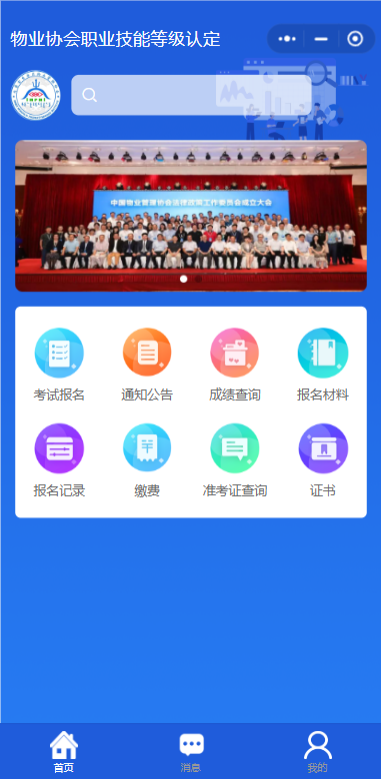 物业协会职业技能等级认定
中国物业管理协会法律政策工作委员会成立大会
考试报名 通知公告 成绩查询 报名材料
报名记录 缴费 准考证查询 证书
首页 消息 我的